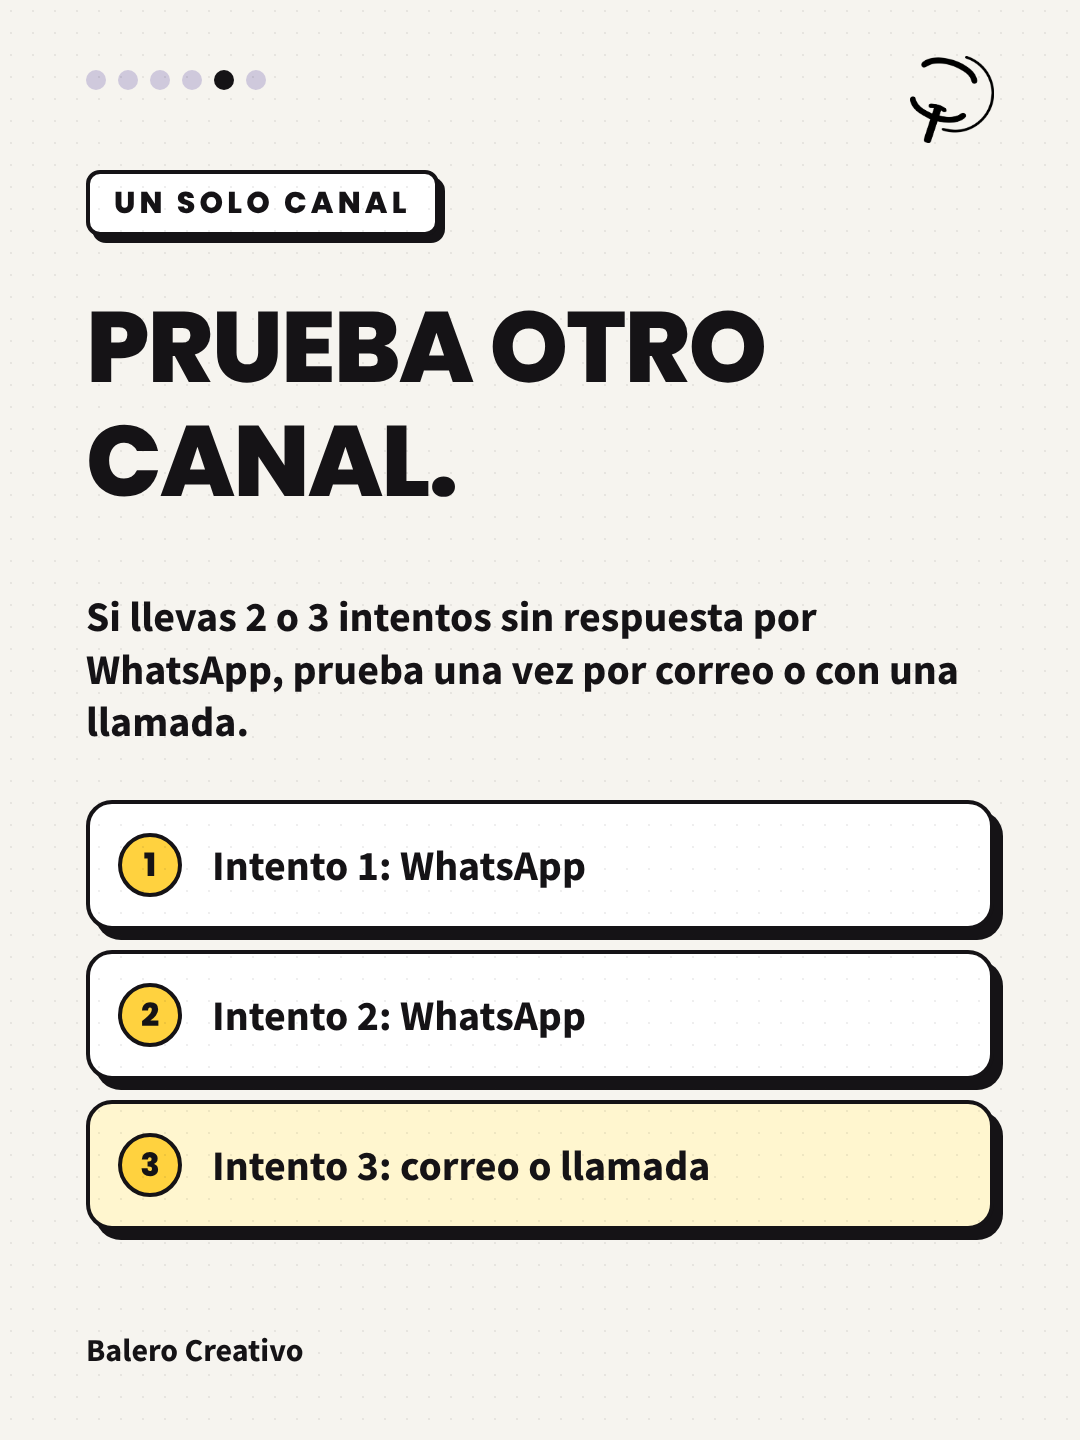 UN SOLO CANAL
PRUEBA OTRO
CANAL.
Si llevas 2 o 3 intentos sin respuesta por
WhatsApp, prueba una vez por correo o con una
llamada.
1 Intento 1: WhatsApp
2 Intento 2: WhatsApp
3 Intento 3: correo o llamada
Balero Creativo